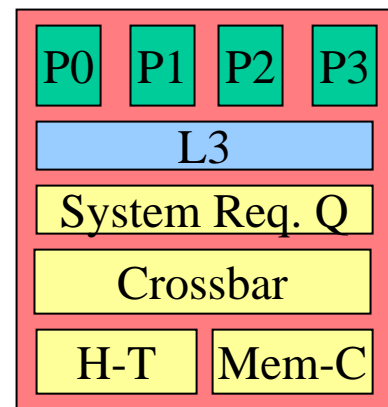 P0 P1 P2 P3
L3
System Req. Q
Crossbar
H-T Mem-C